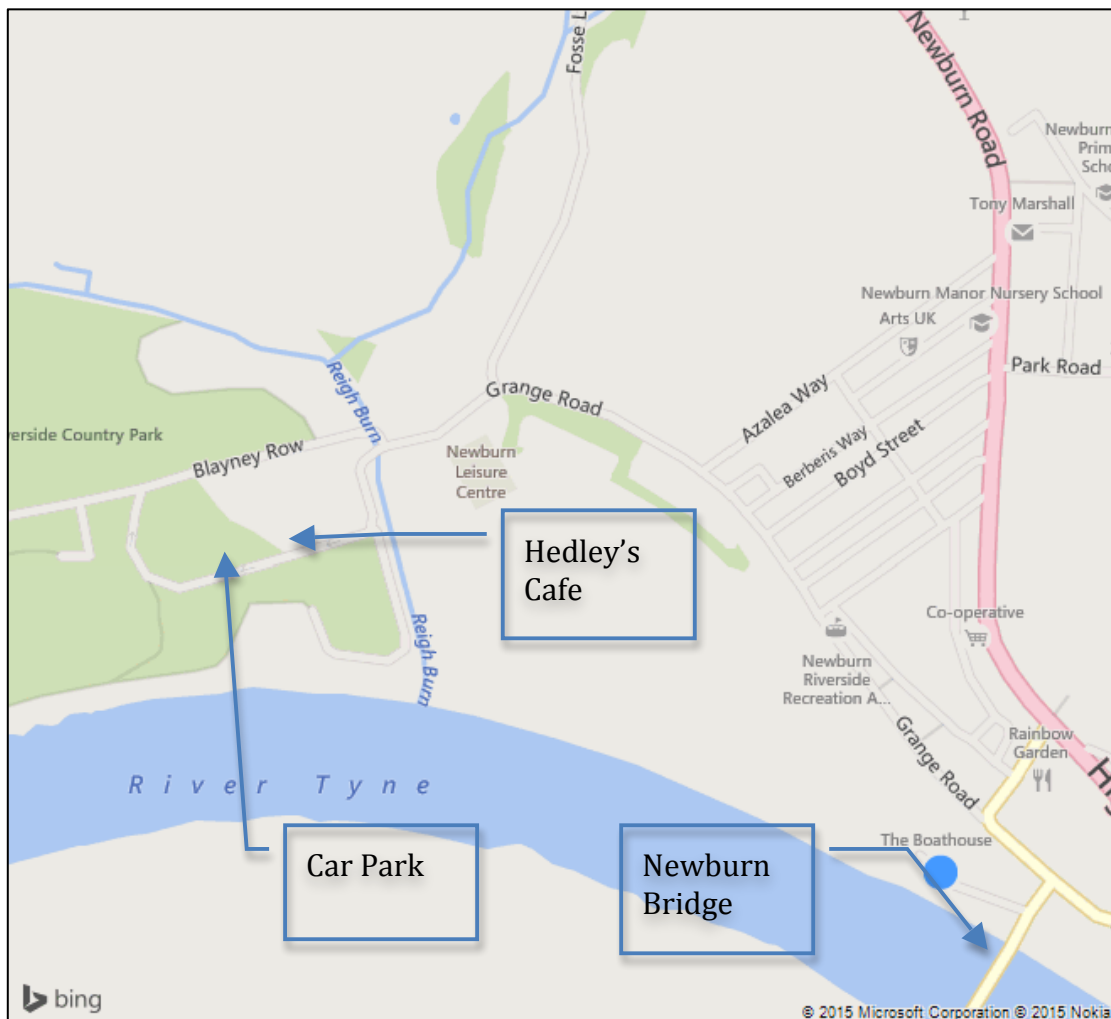 Fosse L
Newburn Road
Newburn
Prim
Scho
Tony Marshall
Newburn Manor Nursery School
Arts UK
Park Road
Grange Road
Azalea Way
Reigh Burn
erside Country Park
Blayney Row
Newburn
Leisure
Centre
Berberis Way
Boyd Street
Hedley's
Cafe
Co-operative
Reigh Burn
Newburn
Riverside
Recreation A...
Grange Road
Rainbow
Garden
Hig
River Tyne
The Boathouse
Car Park
Newburn
Bridge
bing
© 2015 Microsoft Corporation © 2015 Nokia